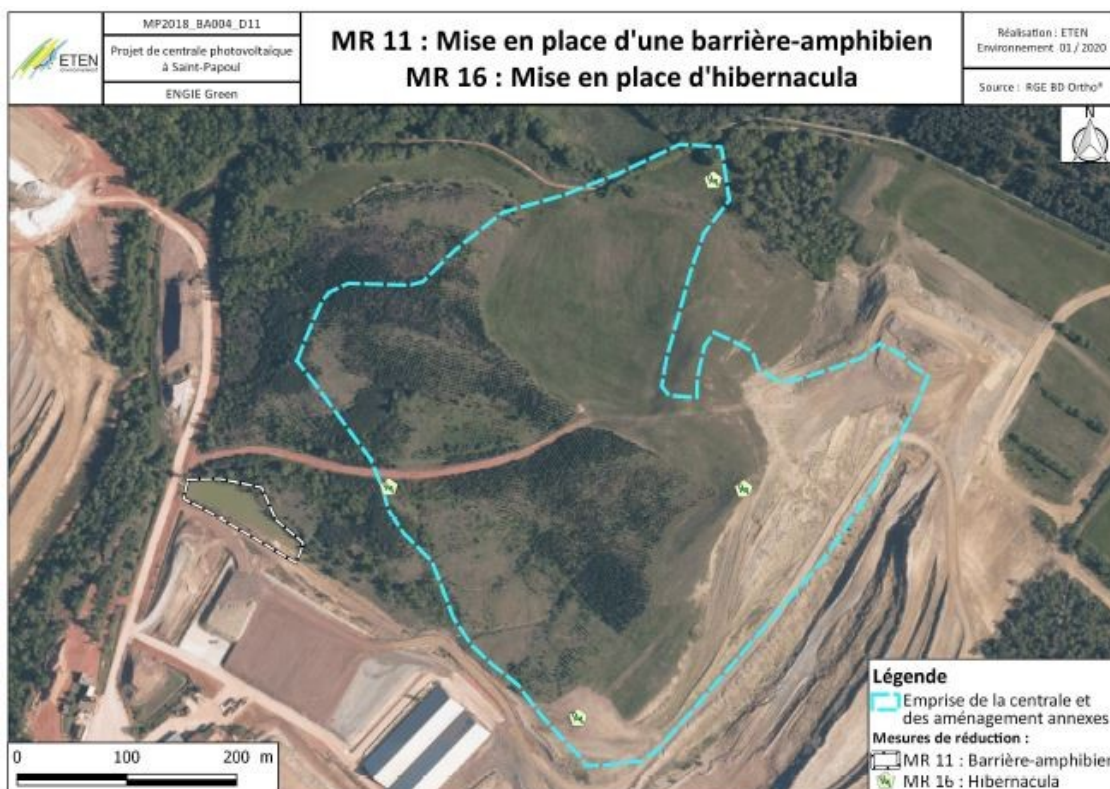 ETEN
environnement
MP2018_BA004_D11
Projet de centrale photovoltaïque
à Saint-Papoul
ENGIE Green
MR 11 : Mise en place d'une barrière-amphibien
MR 16 : Mise en place d'hibernacula
Réalisation : ETEN
Environnement 01/2020
Source : RGE BD Ortho®
N
Légende
Emprise de la centrale et
des aménagement annexes
Mesures de réduction :
MR 11 : Barrière-amphibien
MR 16 : Hibernacula
0 100 200 m